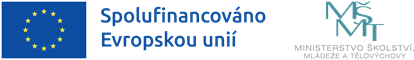 Spolufinancováno
Evropskou unií
MŠMT
MINISTERSTVO ŠKOLSTVÍ,
MLÁDEŽE A TĚLOVÝCHOVY